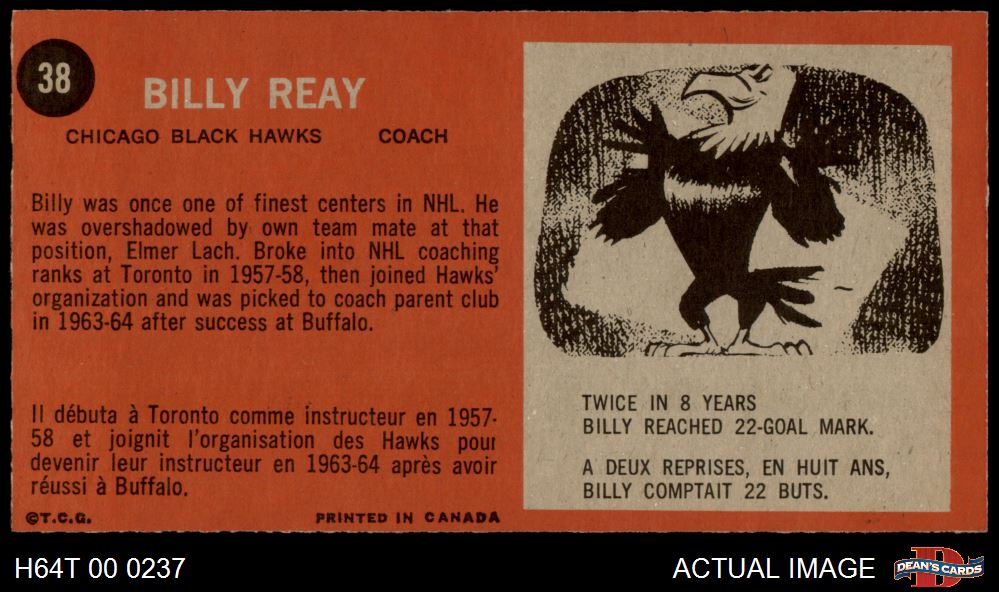 38
BILLY REAY
CHICAGO BLACK HAWKS COACH
Billy was once one of finest centers in NHL. He
was overshadowed by own team mate at that
position, Elmer Lach. Broke into NHL coaching
ranks at Toronto in 1957-58, then joined Hawks'
organization and was picked to coach parent club
in 1963-64 after success at Buffalo.
Il débuta à Toronto comme instructeur en 1957-
58 et joignit l'organisation des Hawks pour
devenir leur instructeur en 1963-64 après avoir
réussi à Buffalo.
©T.C.G. PRINTED IN CANADA
TWICE IN 8 YEARS
BILLY REACHED 22-GOAL MARK.
A DEUX REPRISES, EN HUIT ANS,
BILLY COMPTAIT 22 BUTS.
H64T 00 0237 ACTUAL IMAGE
D
DEAN'S CARDS